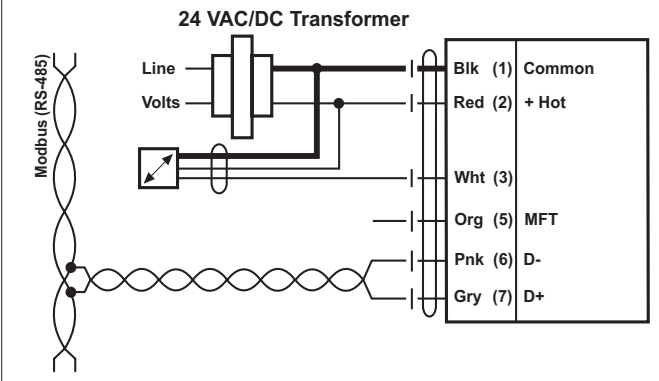 24 VAC/DC Transformer
Modbus (RS-485)
Line
Volts
Blk (1) Common
Red (2) + Hot
Wht (3)
Org (5) MFT
Pnk (6) D-
Gry (7) D+